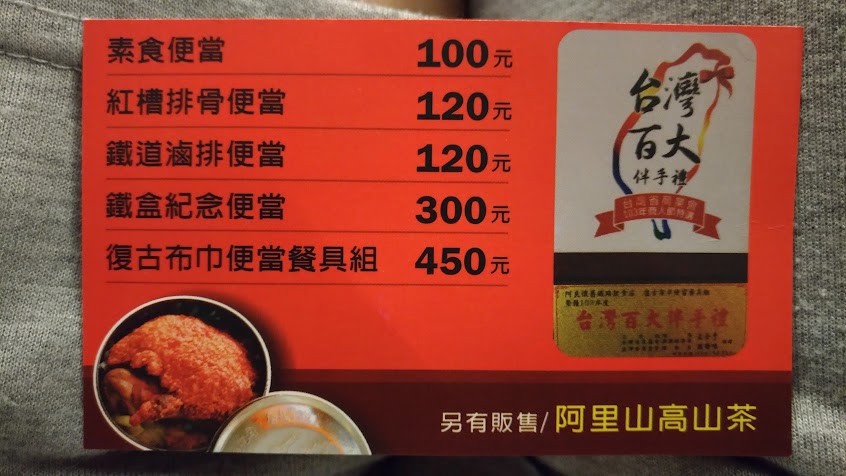 素食便當 100元
紅槽排骨便當 120元
鐵道滷排便當 120元
鐵盒紀念便當 300元
復古布巾便當餐具組 450元
台灣
百大
伴手禮
台灣百大伴手禮
另有販售/阿里山高山茶